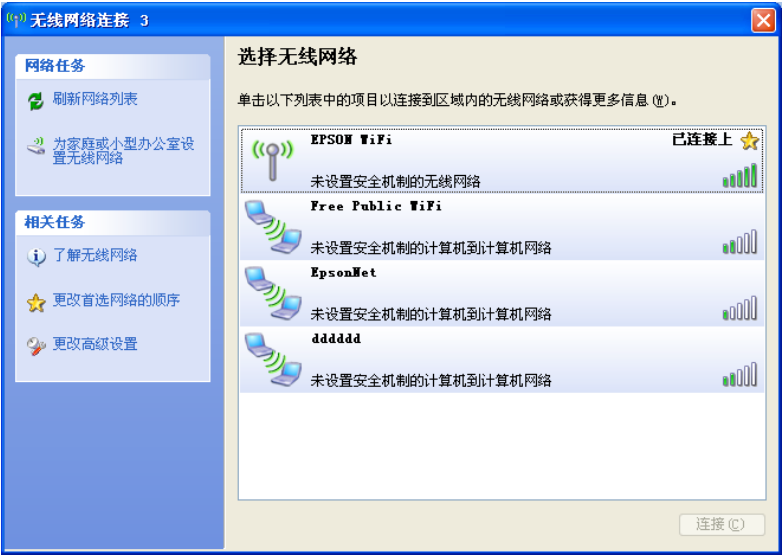 无线网络连接 3
网络任务
刷新网络列表
为家庭或小型办公室设
置无线网络
相关任务
了解无线网络
更改首选网络的顺序
更改高级设置
选择无线网络
单击以下列表中的项目以连接到区域内的无线网络或获得更多信息(W)。
EPSON WiFi 已连接上
未设置安全机制的无线网络
Free Public WiFi
未设置安全机制的计算机到计算机网络
EpsonNet
未设置安全机制的计算机到计算机网络
dddddd
未设置安全机制的计算机到计算机网络
连接(C)